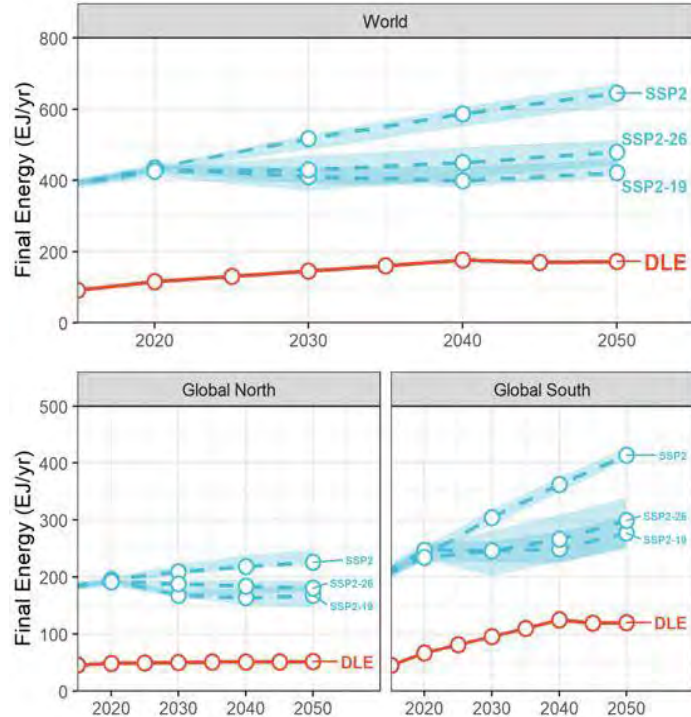 World
Final Energy (EJ/yr)
800
600
400
200
0
SSP2
SSP2-26
SSP2-19
DLE
2020 2030 2040 2050
Global North
Global South
Final Energy (EJ/yr)
500
400
300
200
100
0
SSP2
SSP2-26
SSP2-19
DLE
SSP2
SSP2-26
SSP2-19
DLE
2020 2030 2040 2050
2020 2030 2040 2050